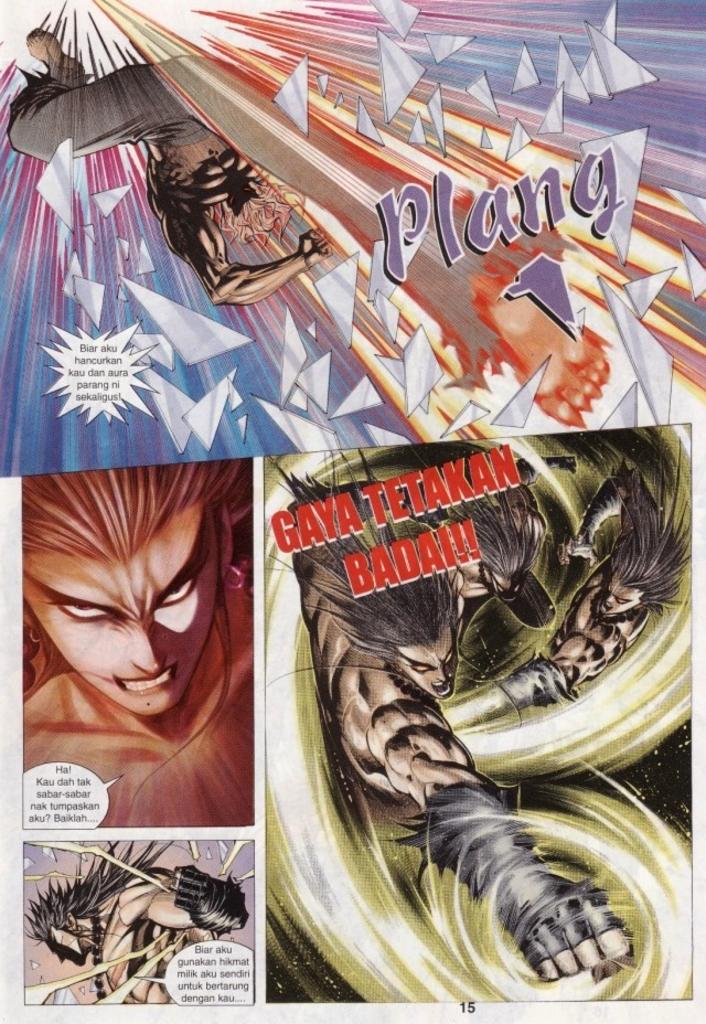 Plang
Biar aku
hancurkan
kau dan aura
parang ni
sekaligus!
GAYA TETAKAN
BADAI!!!
Ha!
Kau dah tak
sabar-sabar
nak tumpaskan
aku? Baiklah....
Biar aku
gunakan hikmat
milik aku sendiri
untuk bertarung
dengan kau....
15